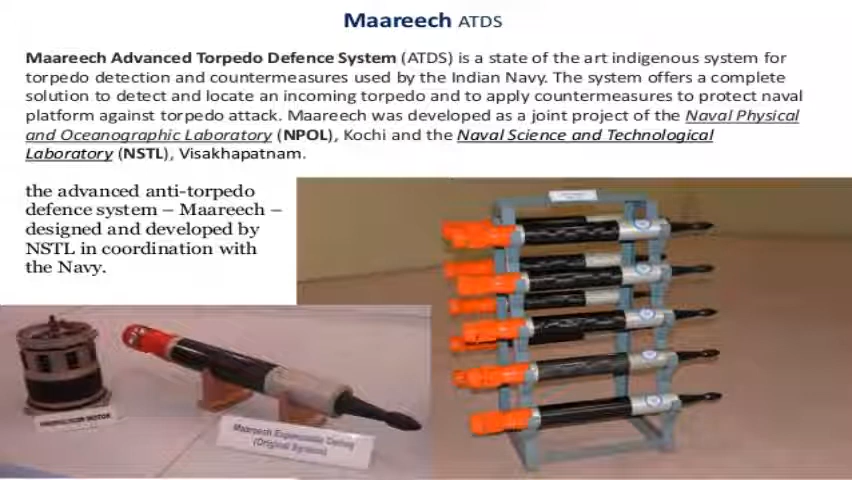 Maareech ATDS
Maareech Advanced Torpedo Defence System (ATDS) is a state of the art indigenous system for
torpedo detection and countermeasures used by the Indian Navy. The system offers a complete
solution to detect and locate an incoming torpedo and to apply countermeasures to protect naval
platform against torpedo attack. Maareech was developed as a joint project of the Naval Physical
and Oceanographic Laboratory (NPOL), Kochi and the Naval Science and Technological
Laboratory (NSTL), Visakhapatnam.
the advanced anti-torpedo
defence system – Maareech –
designed and developed by
NSTL in coordination with
the Navy.
MOTOR
Maareech Expendable Decoy
(Original System)